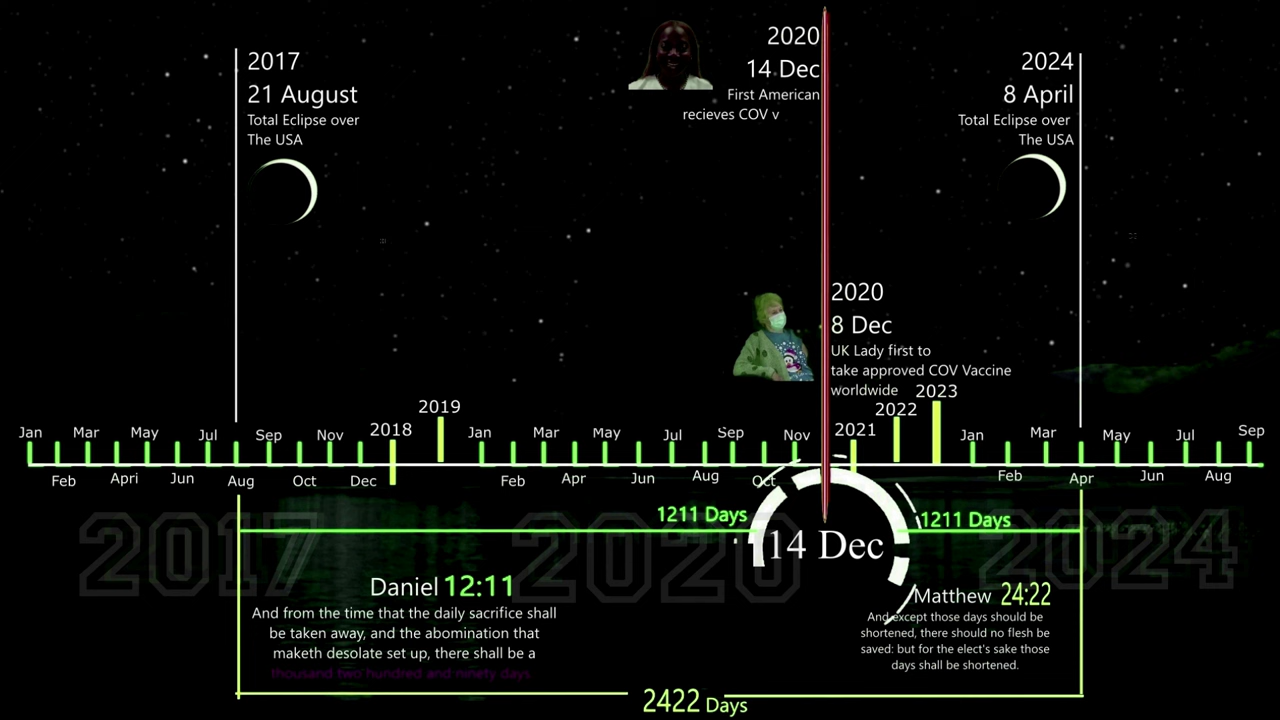 2017
21 August
Total Eclipse over
The USA
2020
14 Dec
First American
recieves COV v
2024
8 April
Total Eclipse over
The USA
2020
8 Dec
UK Lady first to
take approved COV Vaccine
worldwide
Jan Mar May Jul Sep Nov 2018 2019 Jan Mar May Jul Sep Nov 2021 2022 2023 Jan Mar May Jul Sep
Feb Apri Jun Aug Oct Dec Feb Apr Jun Aug Oct Feb Apr Jun Aug
2017 2020 2024
1211 Days
1211 Days
14 Dec
Daniel 12:11
And from the time that the daily sacrifice shall
be taken away, and the abomination that
maketh desolate set up, there shall be a
thousand two hundred and ninety days.
Matthew 24:22
And except those days should be
shortened, there should no flesh be
saved: but for the elect's sake those
days shall be shortened.
2422 Days